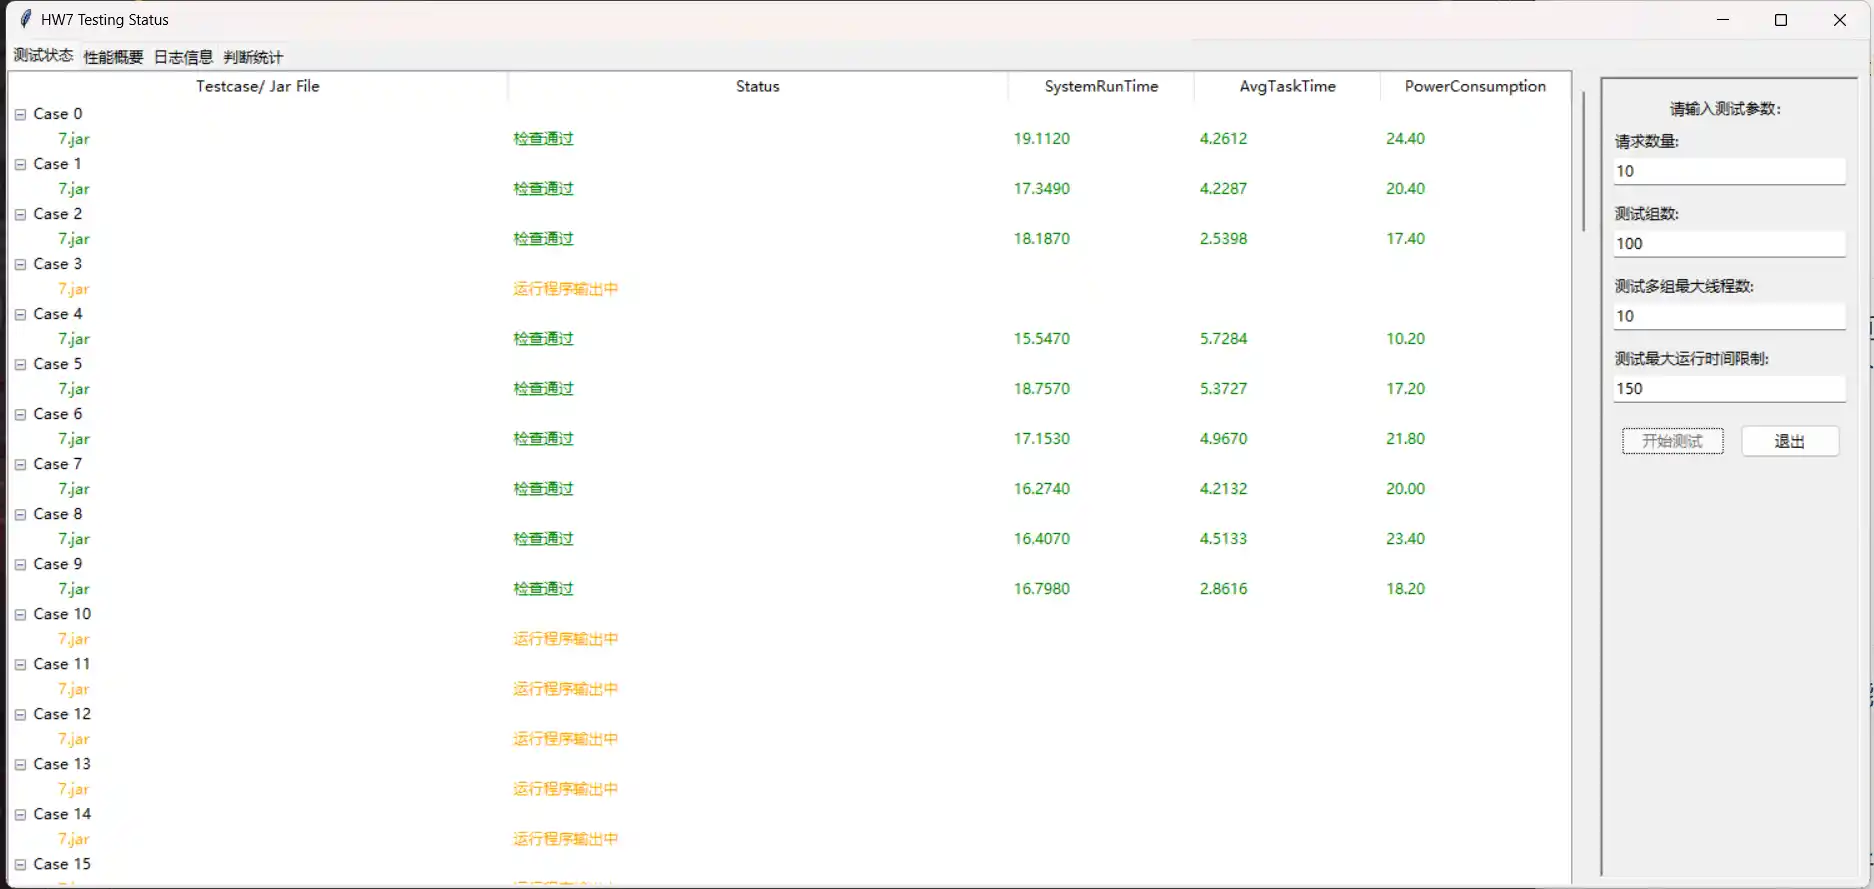 HW7 Testing Status
测试状态 性能概要 日志信息 判断统计
Testcase/ Jar File Status SystemRunTime AvgTaskTime PowerConsumption
Case 0
7.jar 检查通过 19.1120 4.2612 24.40
Case 1
7.jar 检查通过 17.3490 4.2287 20.40
Case 2
7.jar 检查通过 18.1870 2.5398 17.40
Case 3
7.jar 运行程序输出中
Case 4
7.jar 检查通过 15.5470 5.7284 10.20
Case 5
7.jar 检查通过 18.7570 5.3727 17.20
Case 6
7.jar 检查通过 17.1530 4.9670 21.80
Case 7
7.jar 检查通过 16.2740 4.2132 20.00
Case 8
7.jar 检查通过 16.4070 4.5133 23.40
Case 9
7.jar 检查通过 16.7980 2.8616 18.20
Case 10
7.jar 运行程序输出中
Case 11
7.jar 运行程序输出中
Case 12
7.jar 运行程序输出中
Case 13
7.jar 运行程序输出中
Case 14
7.jar 运行程序输出中
Case 15
请输入测试参数:
请求数量:
10
测试组数:
100
测试多组最大线程数:
10
测试最大运行时间限制:
150
开始测试 退出